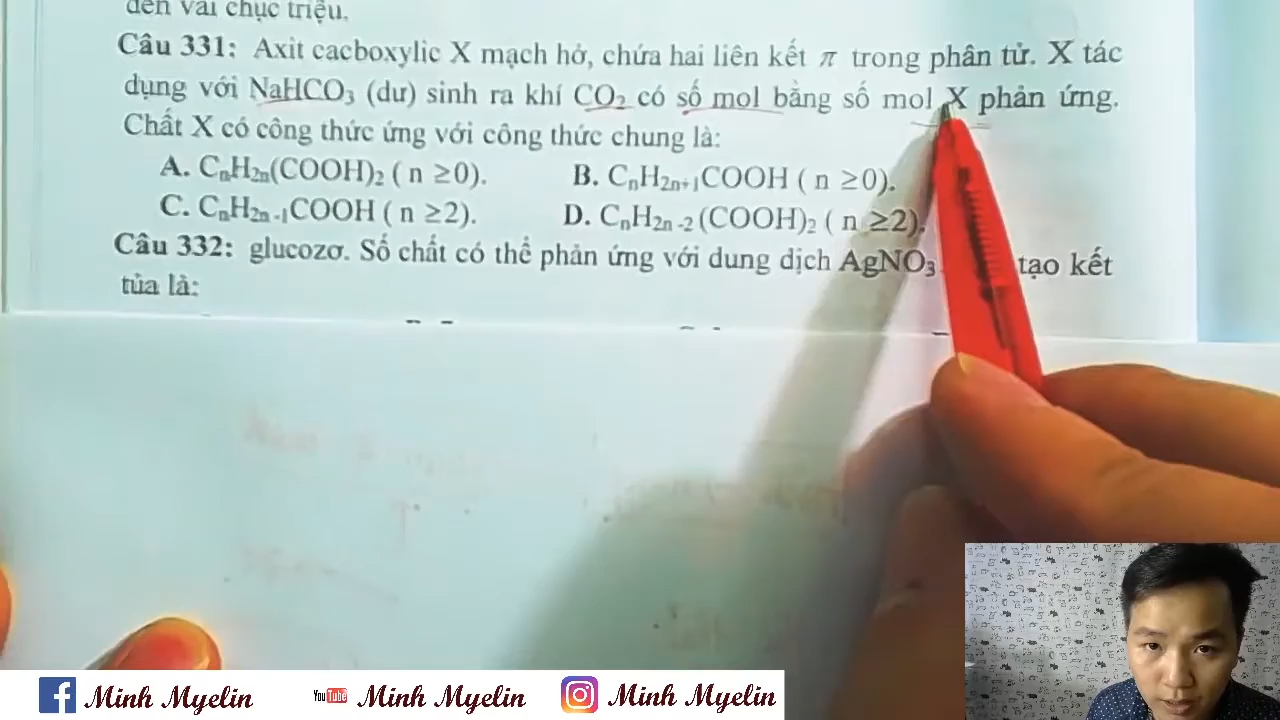 đến vài chục triệu.
Câu 331: Axit cacboxylic X mạch hở, chứa hai liên kết π trong phân tử. X tác
dụng với NaHCO₃ (dư) sinh ra khí CO₂ có số mol bằng số mol X phản ứng.
Chất X có công thức ứng với công thức chung là:
A. CₙH₂ₙ(COOH)₂ ( n ≥0). B. CₙH₂ₙ₊₁COOH ( n ≥0).
C. CₙH₂ₙ₋₁COOH ( n ≥2). D. CₙH₂ₙ₋₂ (COOH)₂ ( n ≥2).
Câu 332: glucozơ. Số chất có thể phản ứng với dung dịch AgNO₃ tạo kết
tủa là:
f Minh Myelin YouTube Minh Myelin Minh Myelin